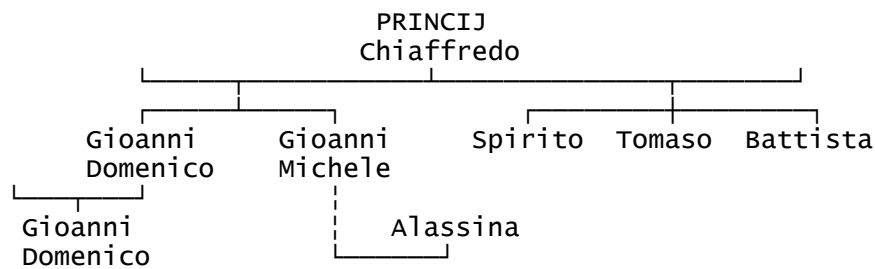 PRINCIJ
Chiaffredo
Gioanni Gioanni Spirito Tomaso Battista
Domenico Michele
Gioanni Alassina
Domenico